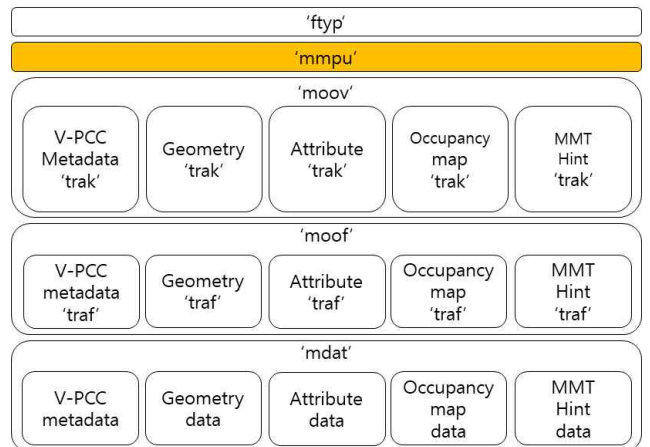 ‘ftyp’
‘mmpu’
‘moov’
V-PCC
Metadata
‘trak’
Geometry
‘trak’
Attribute
‘trak’
Occupancy
map
‘trak’
MMT
Hint
‘trak’
‘moof’
V-PCC
metadata
‘traf’
Geometry
‘traf’
Attribute
‘traf’
Occupancy
map
‘traf’
MMT
Hint
‘traf’
‘mdat’
V-PCC
metadata
Geometry
data
Attribute
data
Occupancy
map
data
MMT
Hint
data